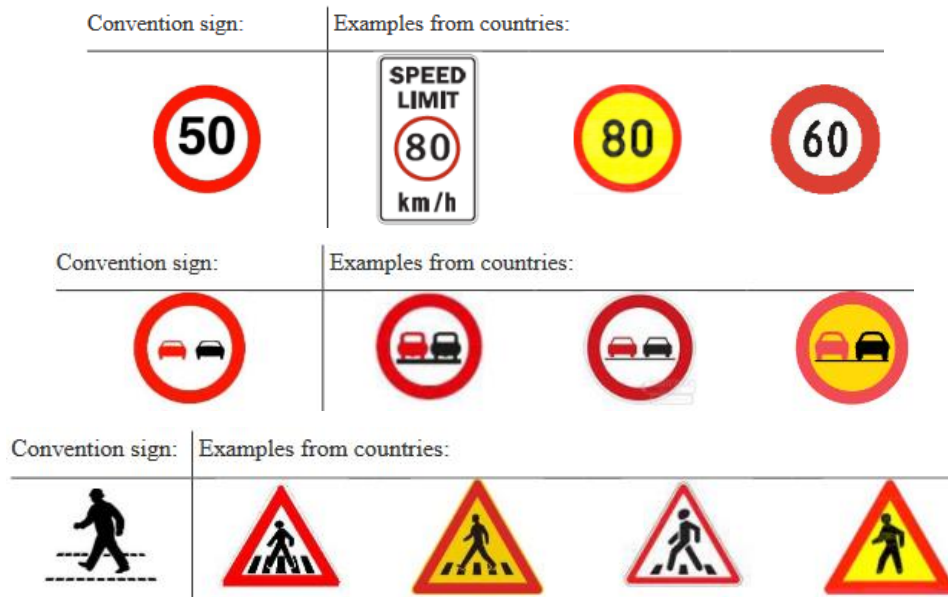 Convention sign: Examples from countries:
50
SPEED
LIMIT
80
km/h
80
60
Convention sign: Examples from countries:
Convention sign: Examples from countries: